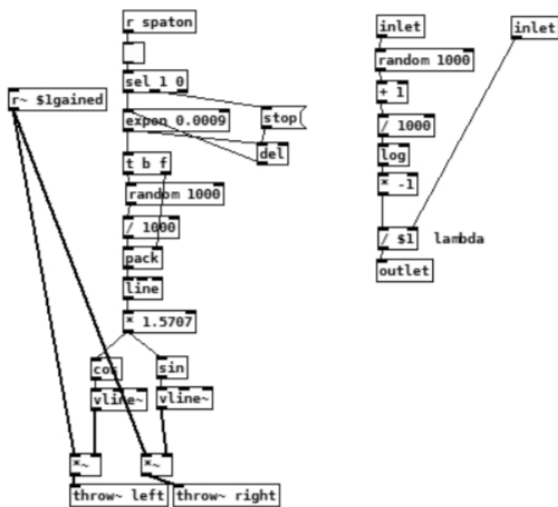 r spaton
sel 1 0
r~ $1gained
expon 0.0009
stop
del
t b f
random 1000
/ 1000
pack
line
* 1.5707
cos
sin
vline~
vline~
*~
*~
throw~ left
throw~ right
inlet
inlet
random 1000
+ 1
/ 1000
log
* -1
/ $1
lambda
outlet